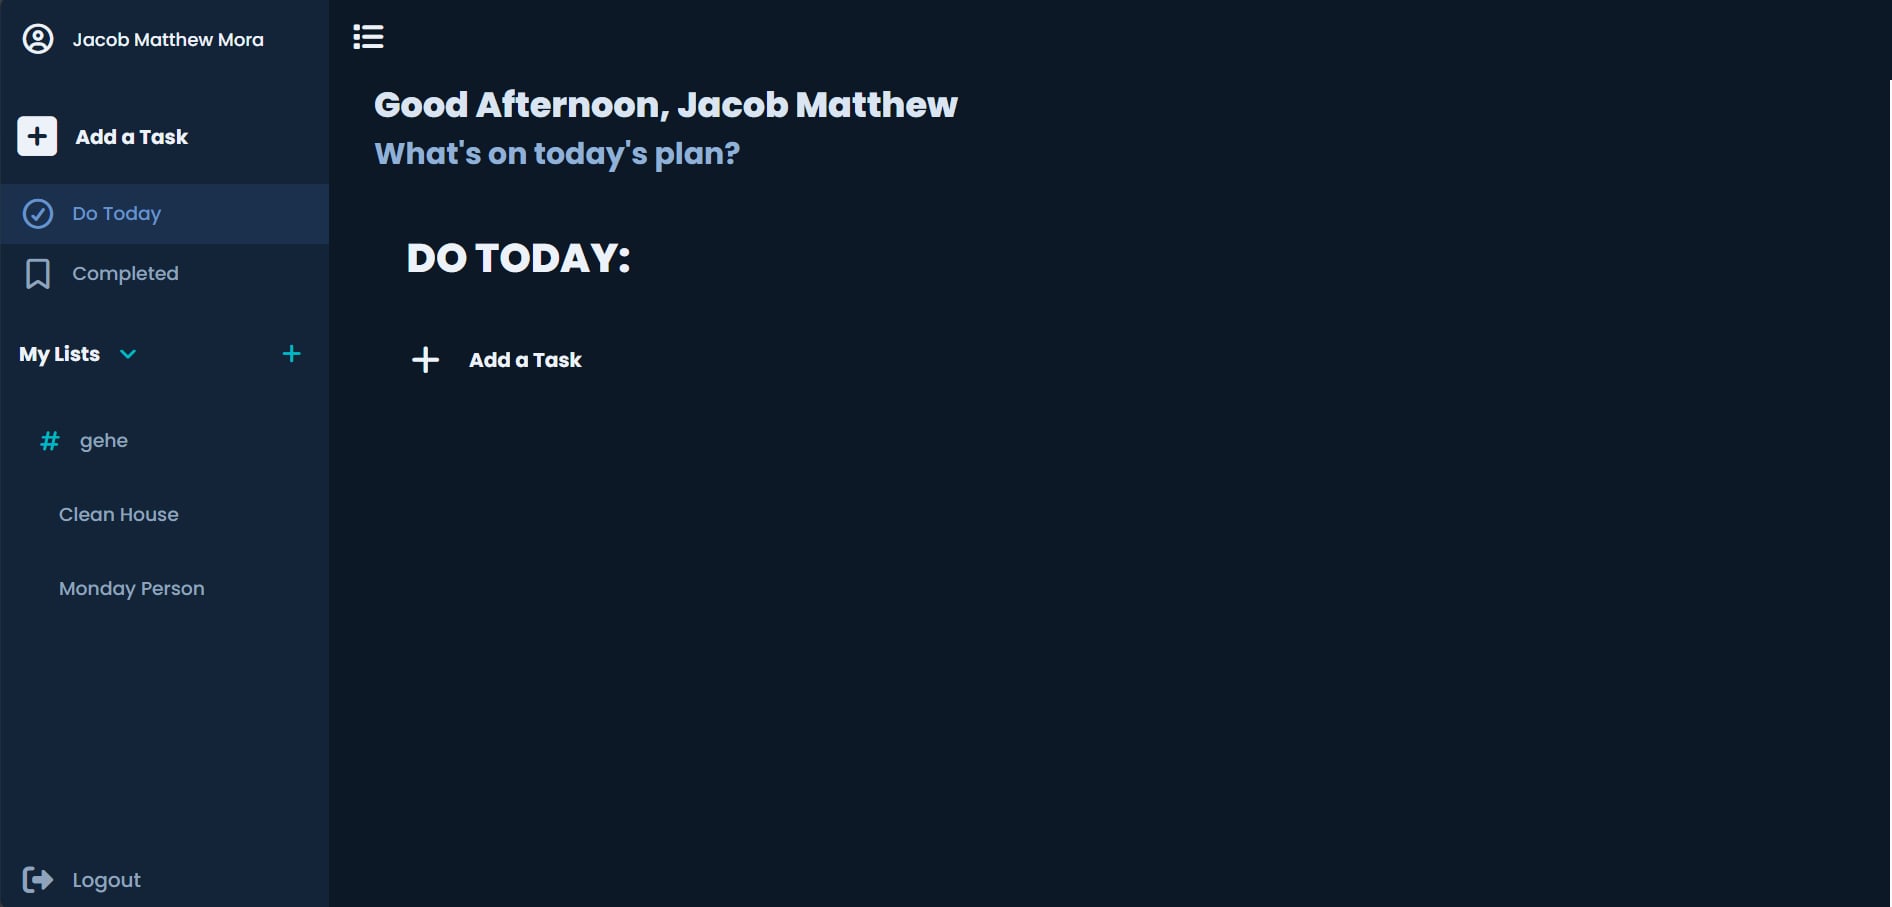 Jacob Matthew Mora
Add a Task
Do Today
Completed
My Lists
# gehe
Clean House
Monday Person
Logout
Good Afternoon, Jacob Matthew
What's on today's plan?
DO TODAY:
Add a Task